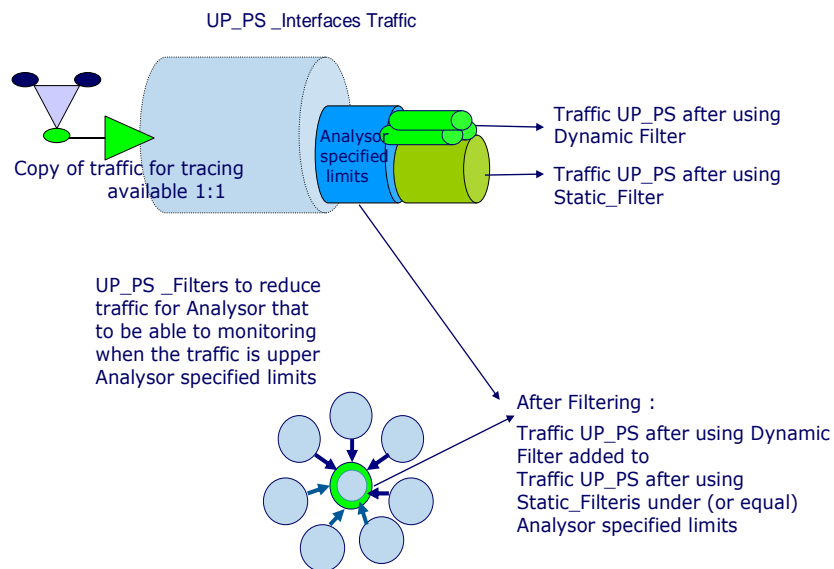 UP_PS _Interfaces Traffic
Analysor
specified
limits
Traffic UP_PS after using
Dynamic Filter
Copy of traffic for tracing
available 1:1
Traffic UP_PS after using
Static_Filter
UP_PS _Filters to reduce
traffic for Analysor that
to be able to monitoring
when the traffic is upper
Analysor specified limits
After Filtering :
Traffic UP_PS after using Dynamic
Filter added to
Traffic UP_PS after using
Static_Filteris under (or equal)
Analysor specified limits